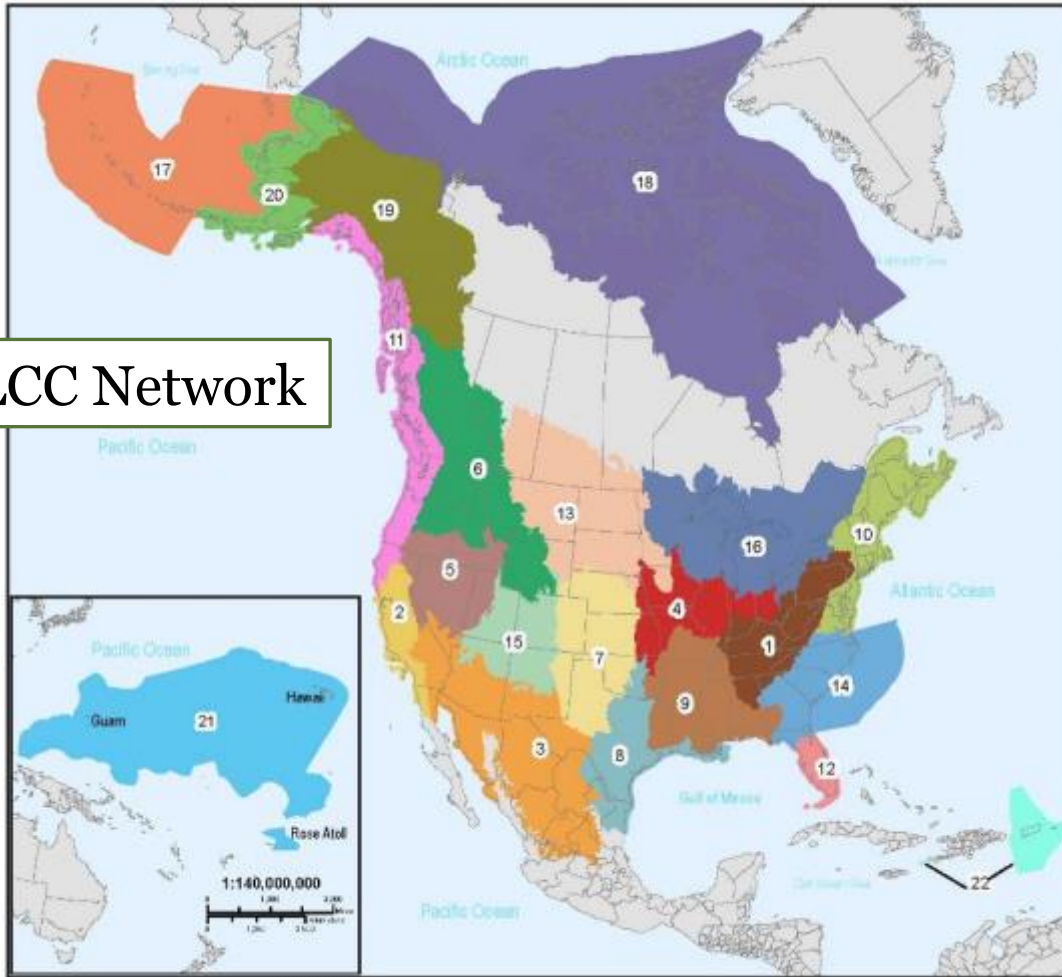 Arctic Ocean
17
18
20
19
11
LCC Network
Pacific Ocean
6
13
10
16
5
Atlantic Ocean
2
4
15
1
7
Pacific Ocean
14
Hawaii
9
Guam
21
3
8
12
Gulf of Mexico
Rose Atoll
1:140,000,000
22
Pacific Ocean